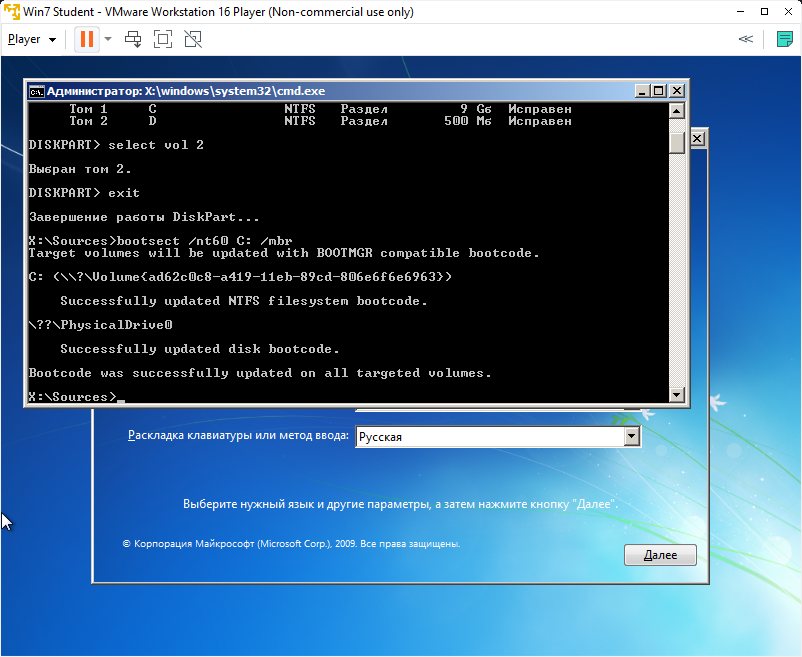 Win7 Student - VMware Workstation 16 Player (Non-commercial use only)
Player
Администратор: X:\windows\system32\cmd.exe
Том 1 C NTFS Раздел 9 Gб Исправен
Том 2 D NTFS Раздел 500 Mб Исправен
DISKPART> select vol 2
Выбран том 2.
DISKPART> exit
Завершение работы DiskPart...
X:\Sources>bootsect /nt60 C: /mbr
Target volumes will be updated with BOOTMGR compatible bootcode.
C: (\\?\Volume{ad62c0c8-a419-11eb-89cd-806e6f6e6963})
Successfully updated NTFS filesystem bootcode.
\??\PhysicalDrive0
Successfully updated disk bootcode.
Bootcode was successfully updated on all targeted volumes.
X:\Sources>_
Раскладка клавиатуры или метод ввода: Русская
Выберите нужный язык и другие параметры, а затем нажмите кнопку "Далее".
© Корпорация Майкрософт (Microsoft Corp.), 2009. Все права защищены.
Далее